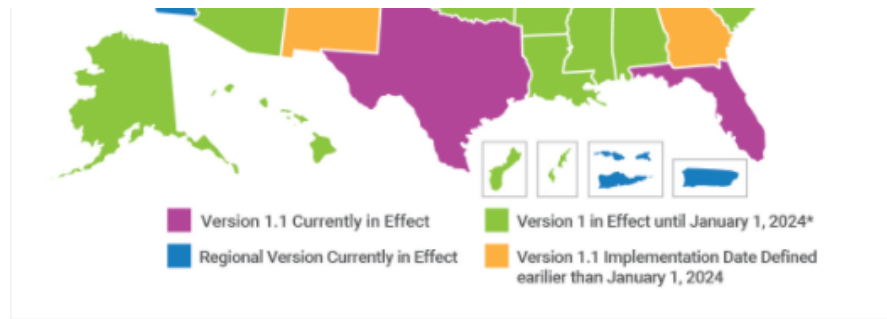 Version 1.1 Currently in Effect
Version 1 in Effect until January 1, 2024*
Regional Version Currently in Effect
Version 1.1 Implementation Date Defined
earilier than January 1, 2024